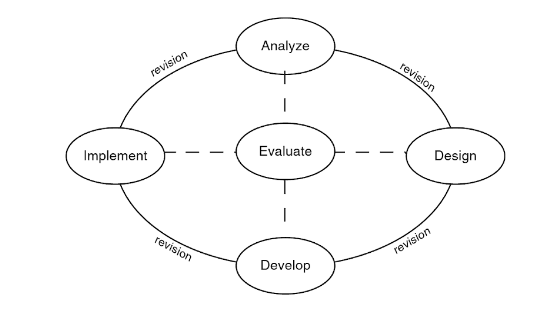 Analyze
revision
revision
Implement
Evaluate
Design
revision
revision
Develop